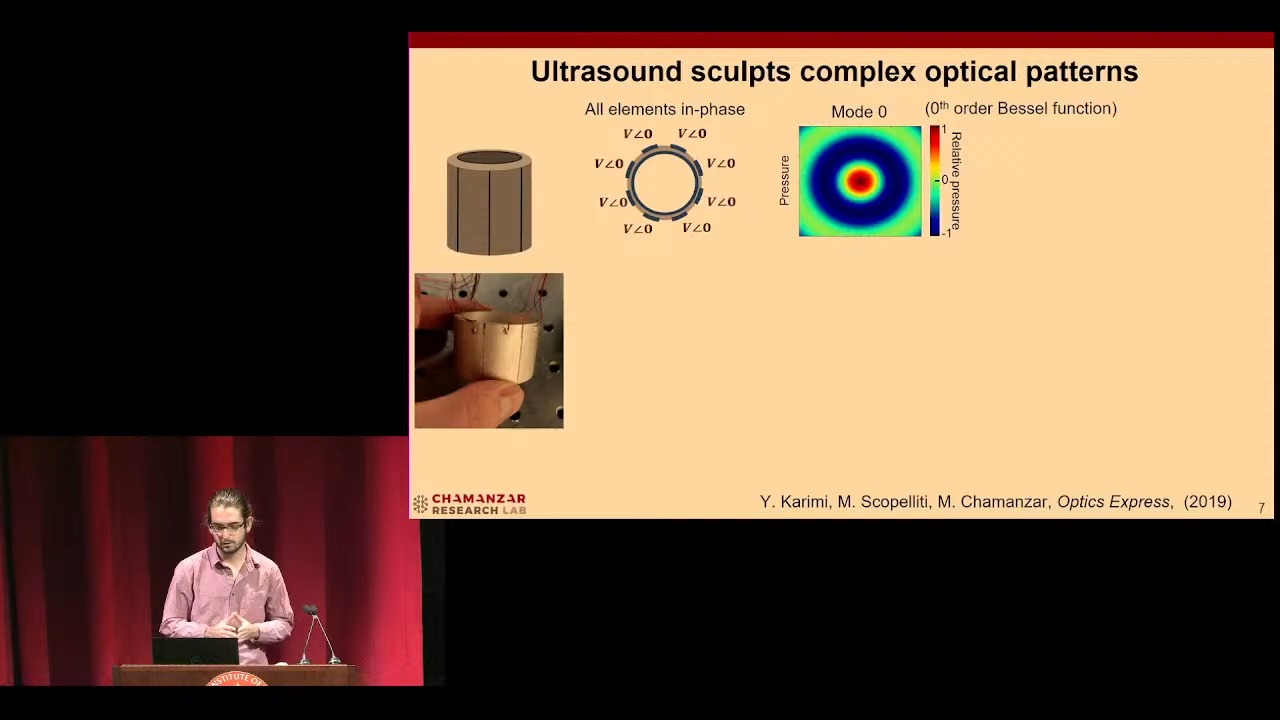 Ultrasound sculpts complex optical patterns
All elements in-phase
Mode 0
(0th order Bessel function)
V∠0
V∠0
V∠0
V∠0
V∠0
V∠0
V∠0
V∠0
Pressure
1
0
-1
Relative pressure
CHAMANZAR
RESEARCH LAB
Y. Karimi, M. Scopelliti, M. Chamanzar, Optics Express, (2019)
7
INSTITUTE OF